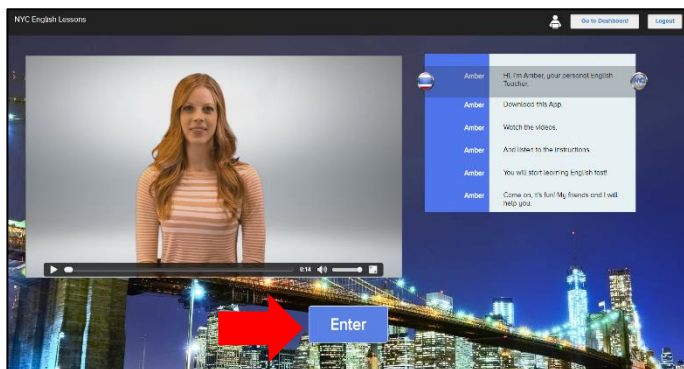 NYC English Lessons
Go to Dashboard
Logout
Amber
Hi, I'm Amber, your personal English
Teacher.
Amber
Download this App.
Amber
Watch the videos.
Amber
And listen to the instructions.
Amber
You will start learning English fast!
Amber
Come on, it's fun! My friends and I will
help you.
0:14
Enter